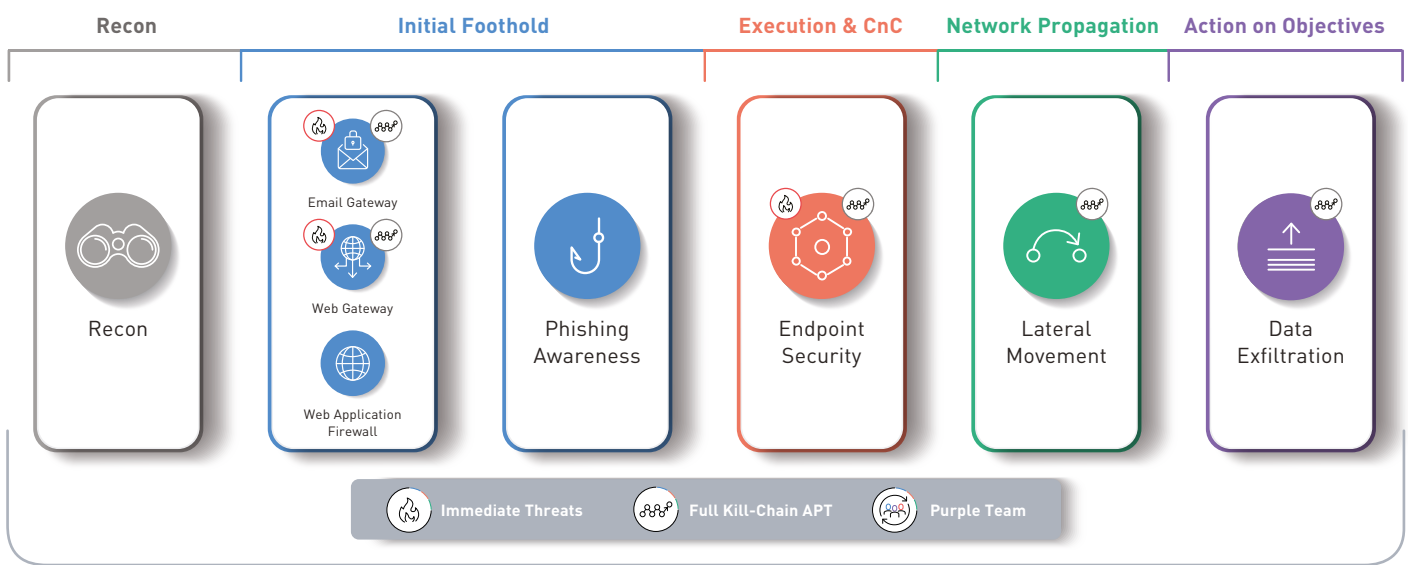 Recon
Initial Foothold
Execution & CnC
Network Propagation
Action on Objectives
Recon
Email Gateway
Web Gateway
Web Application
Firewall
Phishing
Awareness
Endpoint
Security
Lateral
Movement
Data
Exfiltration
Immediate Threats
Full Kill-Chain APT
Purple Team